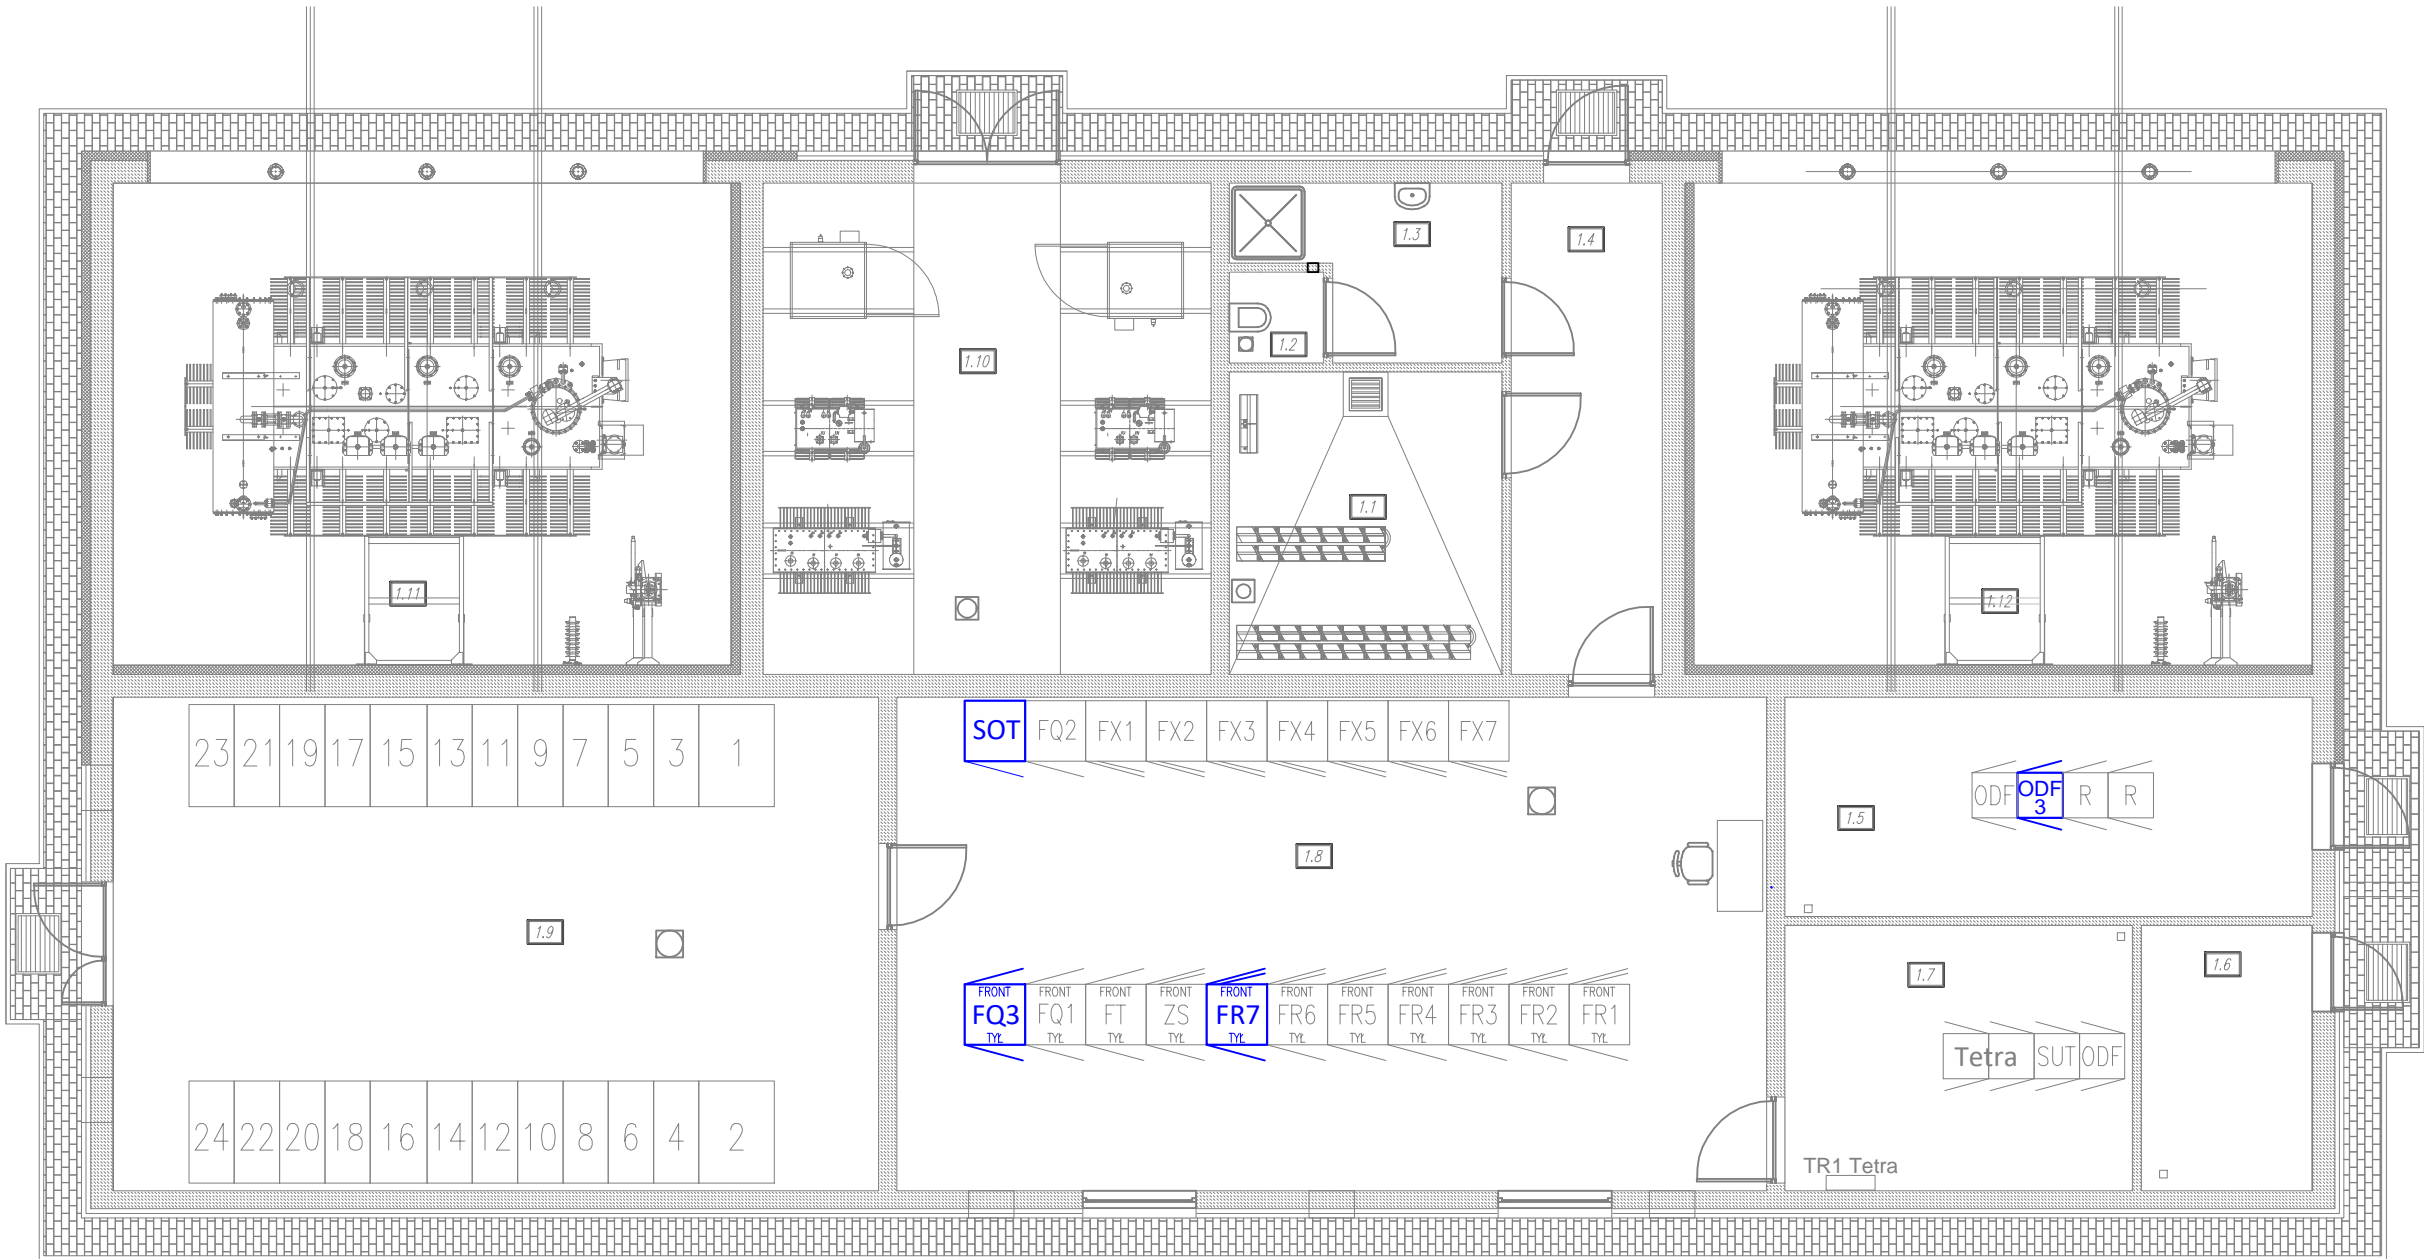 1.3
1.4
1.2
1.10
1.1
1.11
1.12
SOT FQ2 FX1 FX2 FX3 FX4 FX5 FX6 FX7
23 21 19 17 15 13 11 9 7 5 3 1
ODF ODF R R
3
1.5
1.8
1.9
1.7
1.6
FRONT FRONT FRONT FRONT FRONT FRONT FRONT FRONT FRONT FRONT FRONT
FQ3 FQ1 FT ZS FR7 FR6 FR5 FR4 FR3 FR2 FR1
TYŁ TYŁ TYŁ TYŁ TYŁ TYŁ TYŁ TYŁ TYŁ TYŁ TYŁ
Tetra SUT ODF
24 22 20 18 16 14 12 10 8 6 4 2
TR1 Tetra